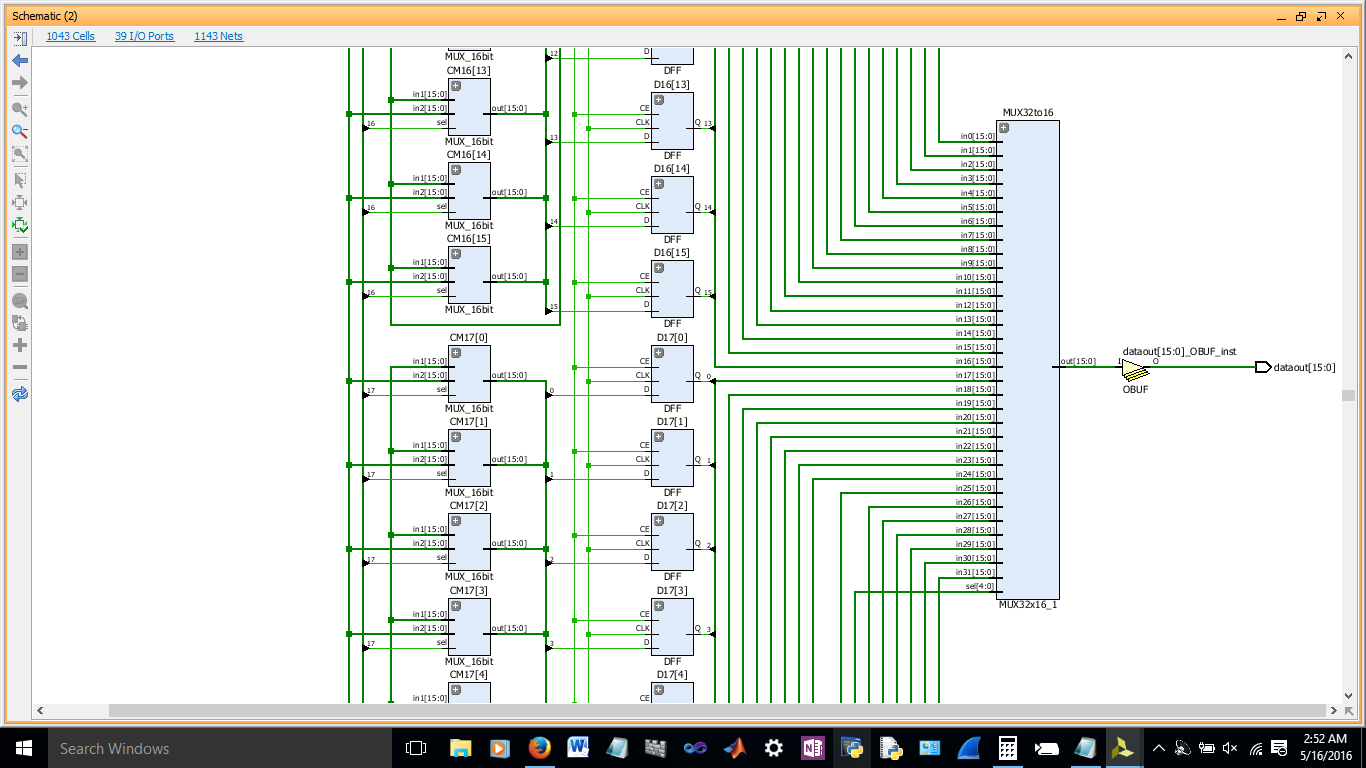 Schematic (2)
1043 Cells 39 I/O Ports 1143 Nets
MUX_16bit
CM16[13]
in1[15:0]
in2[15:0]
sel
out[15:0]
16
MUX_16bit
CM16[14]
in1[15:0]
in2[15:0]
sel
out[15:0]
16
MUX_16bit
CM16[15]
in1[15:0]
in2[15:0]
sel
out[15:0]
16
MUX_16bit
CM17[0]
in1[15:0]
in2[15:0]
sel
out[15:0]
17
MUX_16bit
CM17[1]
in1[15:0]
in2[15:0]
sel
out[15:0]
17
MUX_16bit
CM17[2]
in1[15:0]
in2[15:0]
sel
out[15:0]
17
MUX_16bit
CM17[3]
in1[15:0]
in2[15:0]
sel
out[15:0]
17
MUX_16bit
CM17[4]
in1[15:0]
12
D
DFF
D16[13]
CE
CLK
D
Q
13
13
DFF
D16[14]
CE
CLK
D
Q
14
14
DFF
D16[15]
CE
CLK
D
Q
15
15
DFF
D17[0]
CE
CLK
D
Q
0
0
DFF
D17[1]
CE
CLK
D
Q
1
1
DFF
D17[2]
CE
CLK
D
Q
2
2
DFF
D17[3]
CE
CLK
D
Q
3
3
DFF
D17[4]
CE
MUX32to16
in0[15:0]
in1[15:0]
in2[15:0]
in3[15:0]
in4[15:0]
in5[15:0]
in6[15:0]
in7[15:0]
in8[15:0]
in9[15:0]
in10[15:0]
in11[15:0]
in12[15:0]
in13[15:0]
in14[15:0]
in15[15:0]
in16[15:0]
in17[15:0]
in18[15:0]
in19[15:0]
in20[15:0]
in21[15:0]
in22[15:0]
in23[15:0]
in24[15:0]
in25[15:0]
in26[15:0]
in27[15:0]
in28[15:0]
in29[15:0]
in30[15:0]
in31[15:0]
sel[4:0]
out[15:0]
MUX32x16_1
dataout[15:0]_OBUF_inst
I
O
OBUF
dataout[15:0]
Search Windows
2:52 AM
5/16/2016